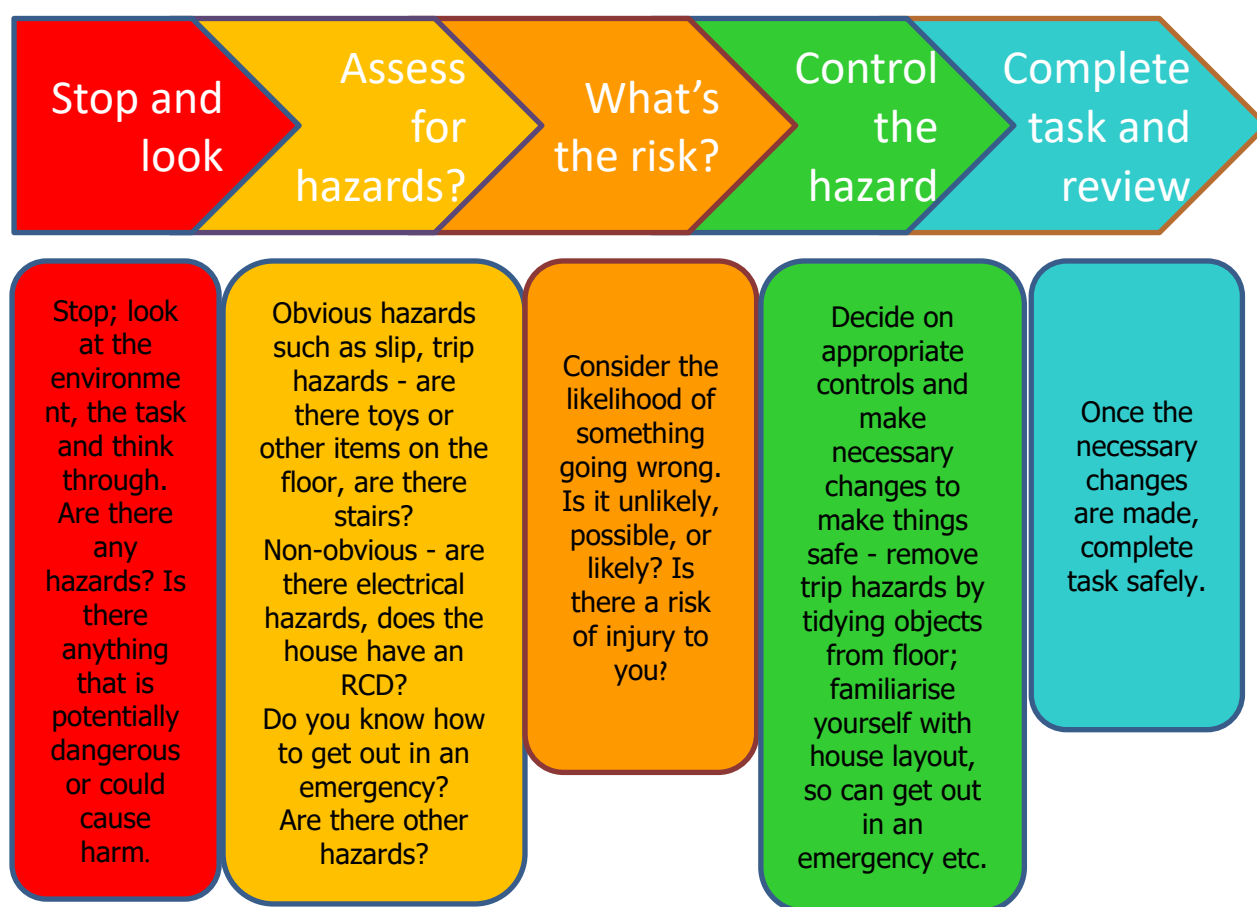 Stop and
look
Assess
for
hazards?
What's
the risk?
Control
the
hazard
Complete
task and
review
Stop; look
at the
environme
nt, the task
and think
through.
Are there
any
hazards? Is
there
anything
that is
potentially
dangerous
or could
cause
harm.
Obvious hazards
such as slip, trip
hazards - are
there toys or
other items on the
floor, are there
stairs?
Non-obvious - are
there electrical
hazards, does the
house have an
RCD?
Do you know how
to get out in an
emergency?
Are there other
hazards?
Consider the
likelihood of
something
going wrong.
Is it unlikely,
possible, or
likely? Is
there a risk
of injury to
you?
Decide on
appropriate
controls and
make
necessary
changes to
make things
safe - remove
trip hazards by
tidying objects
from floor;
familiarise
yourself with
house layout,
so can get out
in an
emergency etc.
Once the
necessary
changes
are made,
complete
task safely.